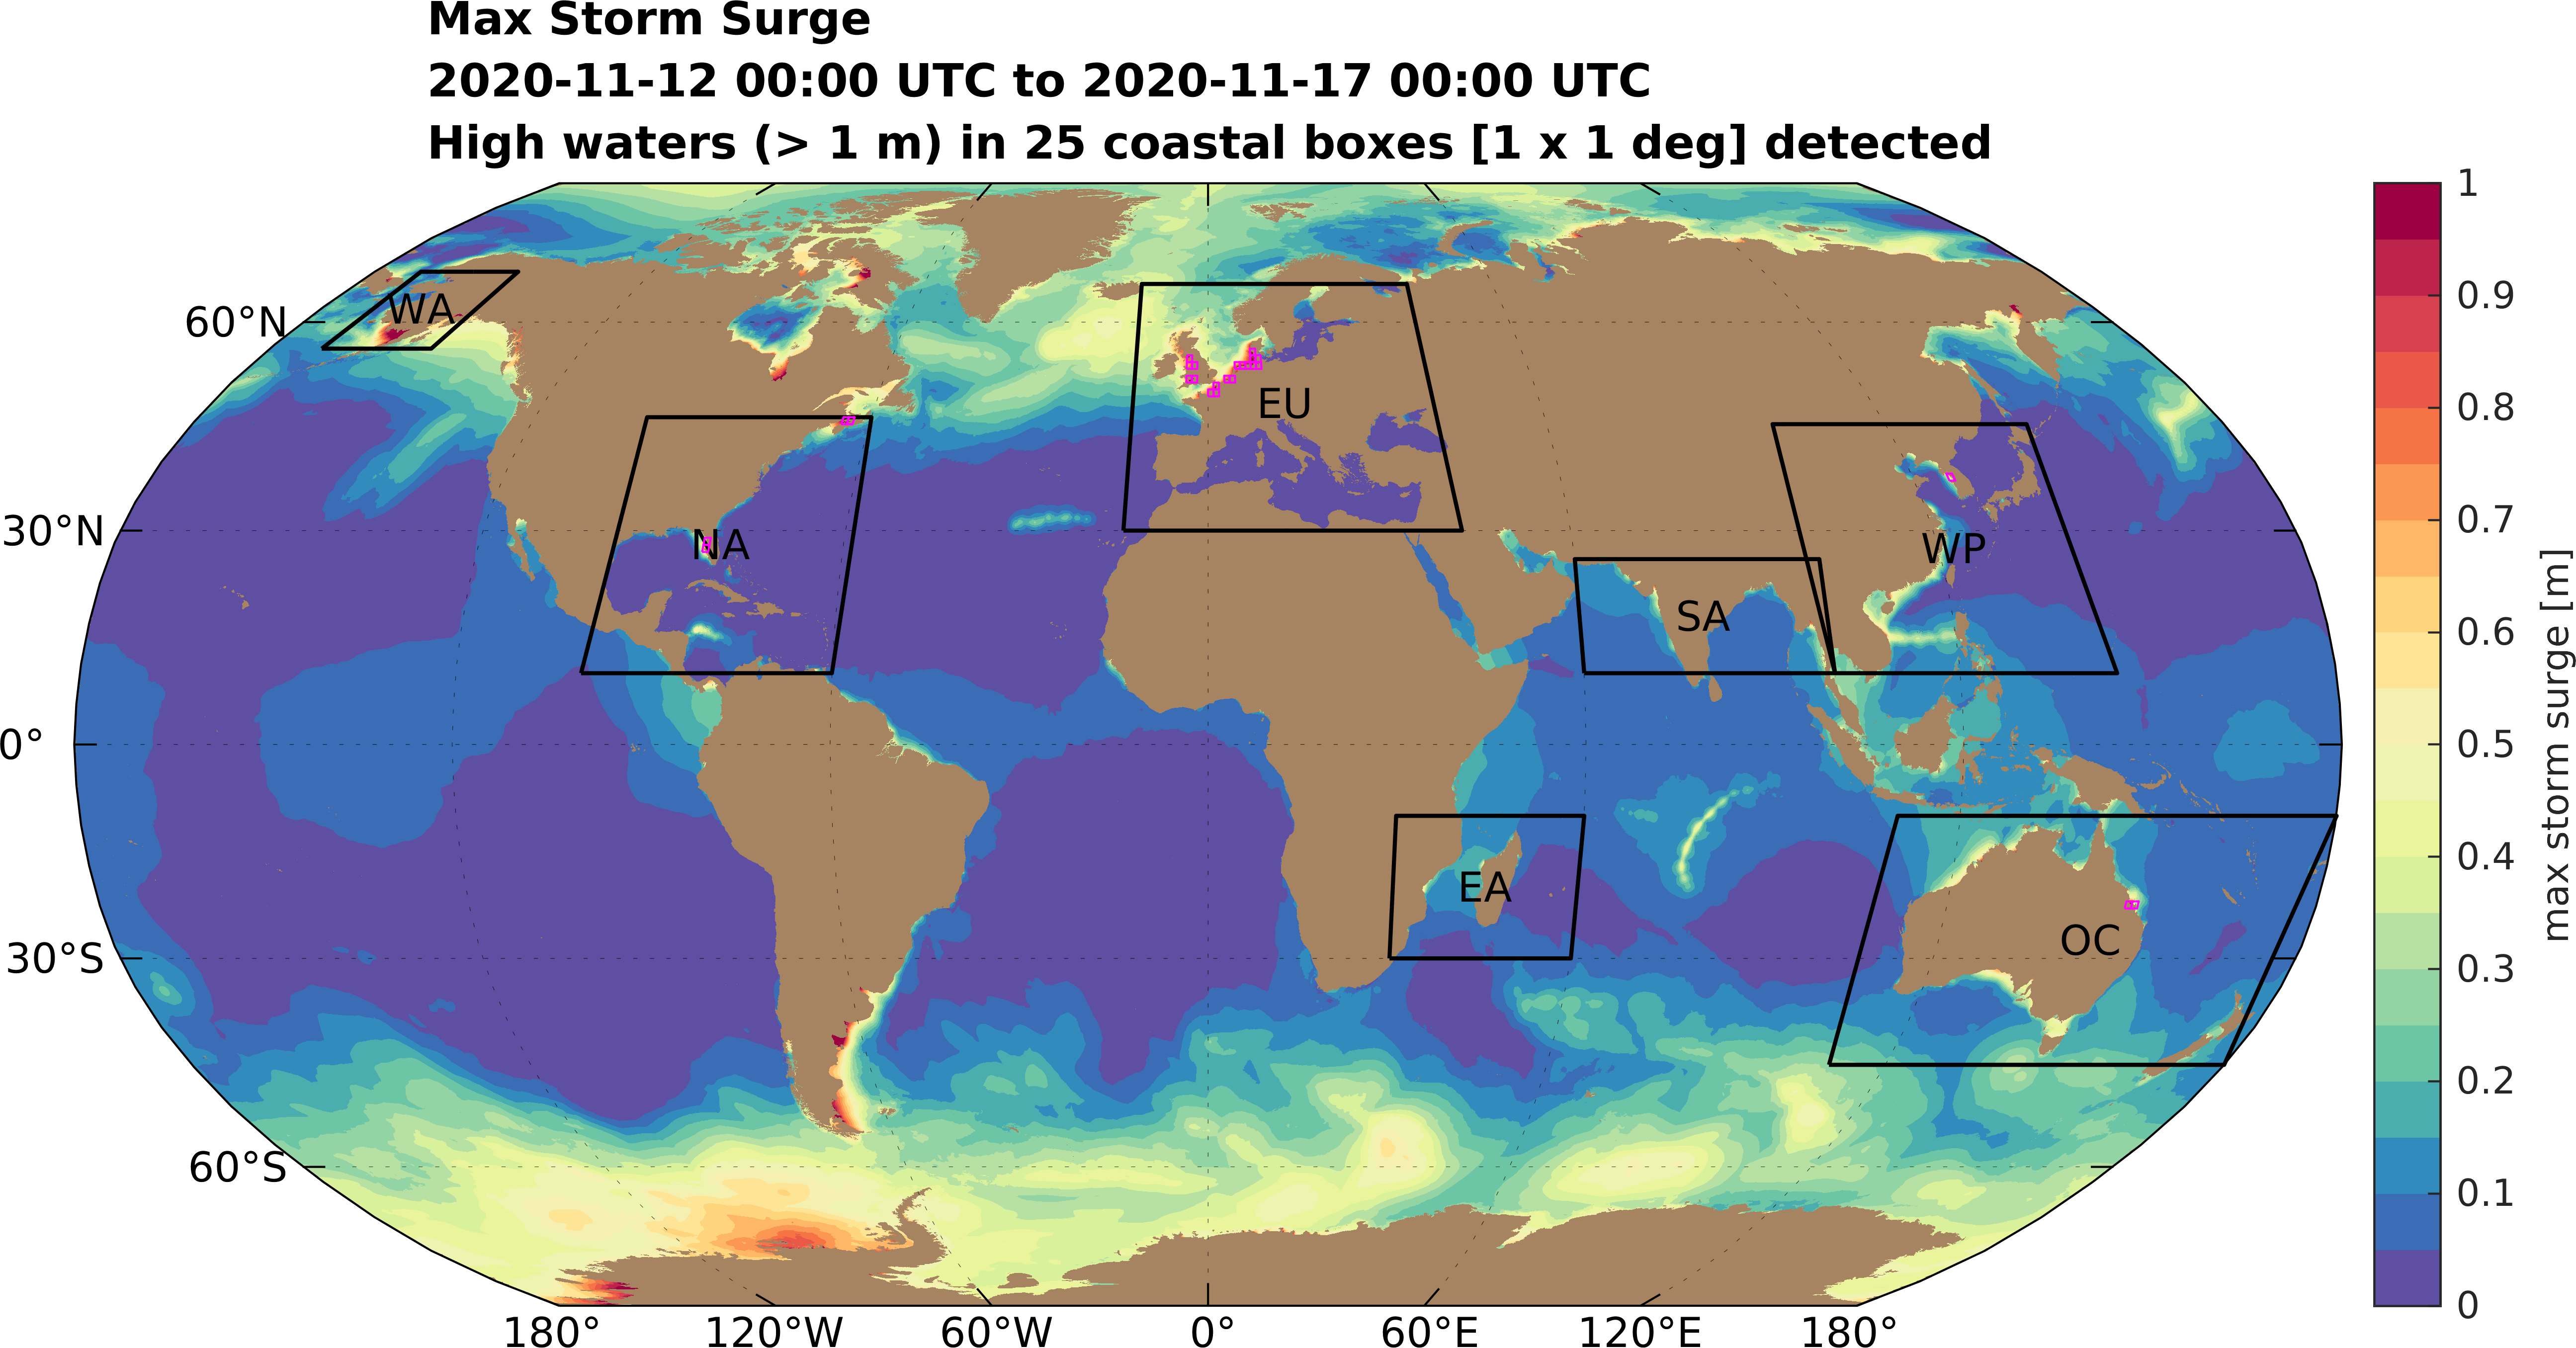 Max Storm Surge
2020-11-12 00:00 UTC to 2020-11-17 00:00 UTC
High waters (> 1 m) in 25 coastal boxes [1 x 1 deg] detected
WA
60°N
EU
NA
30°N
WP
SA
0°
EA
OC
30°S
60°S
180°
120°W
60°W
0°
60°E
120°E
180°
1
0.9
0.8
0.7
0.6
0.5
0.4
0.3
0.2
0.1
0
max storm surge [m]